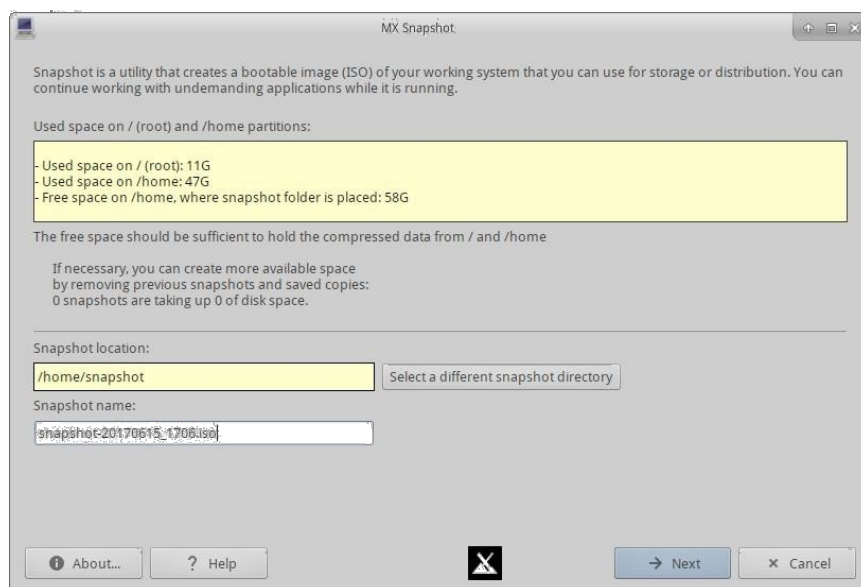 MX Snapshot
Snapshot is a utility that creates a bootable image (ISO) of your working system that you can use for storage or distribution. You can
continue working with undemanding applications while it is running.
Used space on / (root) and /home partitions:
- Used space on / (root): 11G
- Used space on /home: 47G
- Free space on /home, where snapshot folder is placed: 58G
The free space should be sufficient to hold the compressed data from / and /home
If necessary, you can create more available space
by removing previous snapshots and saved copies:
0 snapshots are taking up 0 of disk space.
Snapshot location:
/home/snapshot
Select a different snapshot directory
Snapshot name:
snapshot-20170615_1706.iso
About...
? Help
Next
Cancel